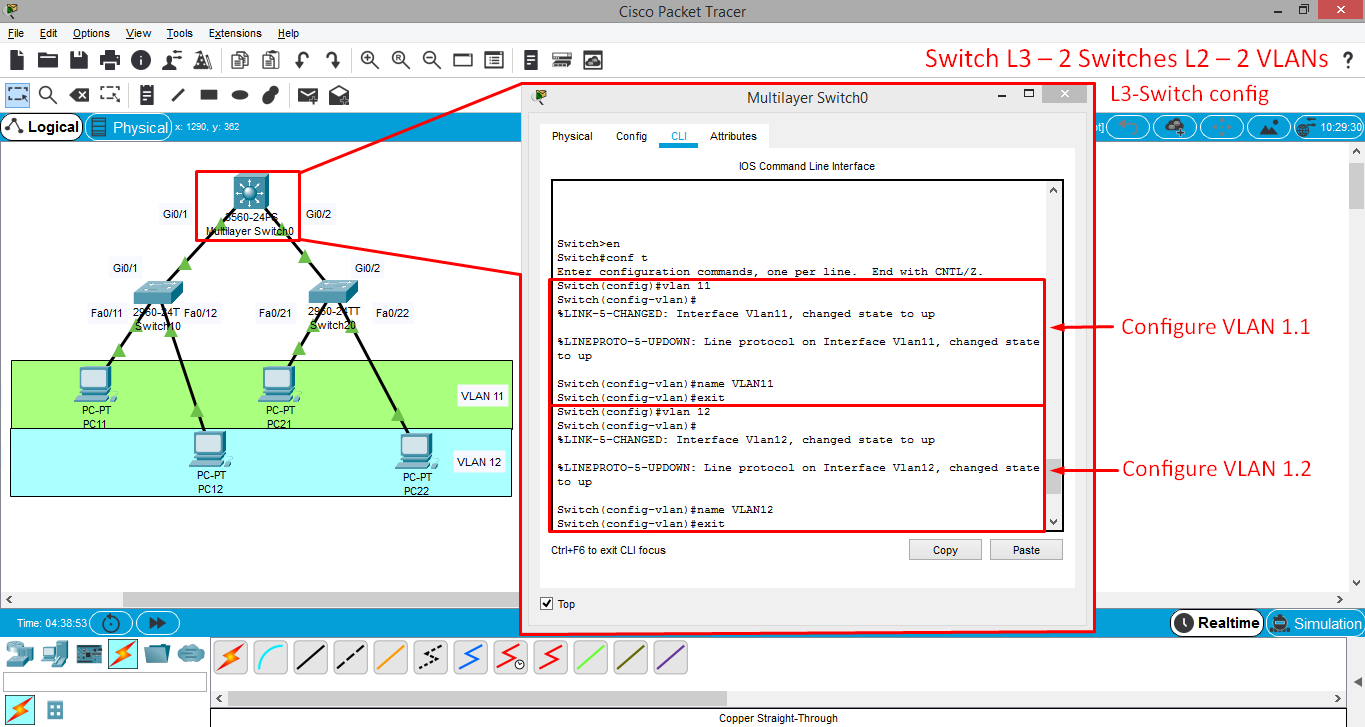 Cisco Packet Tracer
File Edit Options View Tools Extensions Help
Switch L3 – 2 Switches L2 – 2 VLANs ?
L3-Switch config
Logical Physical x: 1290, y: 362
10:29:30
Multilayer Switch0
Physical Config CLI Attributes
IOS Command Line Interface
Switch>en
Switch#conf t
Enter configuration commands, one per line. End with CNTL/Z.
Switch(config)#vlan 11
Switch(config-vlan)#
%LINK-5-CHANGED: Interface Vlan11, changed state to up
%LINEPROTO-5-UPDOWN: Line protocol on Interface Vlan11, changed state
to up
Switch(config-vlan)#name VLAN11
Switch(config-vlan)#exit
Switch(config)#vlan 12
Switch(config-vlan)#
%LINK-5-CHANGED: Interface Vlan12, changed state to up
%LINEPROTO-5-UPDOWN: Line protocol on Interface Vlan12, changed state
to up
Switch(config-vlan)#name VLAN12
Switch(config-vlan)#exit
Ctrl+F6 to exit CLI focus
Copy Paste
Top
Configure VLAN 1.1
Configure VLAN 1.2
Gi0/1 Gi0/2
3560-24PS
Multilayer Switch0
Gi0/1 Gi0/2
Fa0/11 2960-24T Fa0/12
Switch10
Fa0/21 2960-24TT Fa0/22
Switch20
PC-PT
PC11
PC-PT
PC21
VLAN 11
PC-PT
PC12
PC-PT
PC22
VLAN 12
Time: 04:38:53
Realtime Simulation
Copper Straight-Through